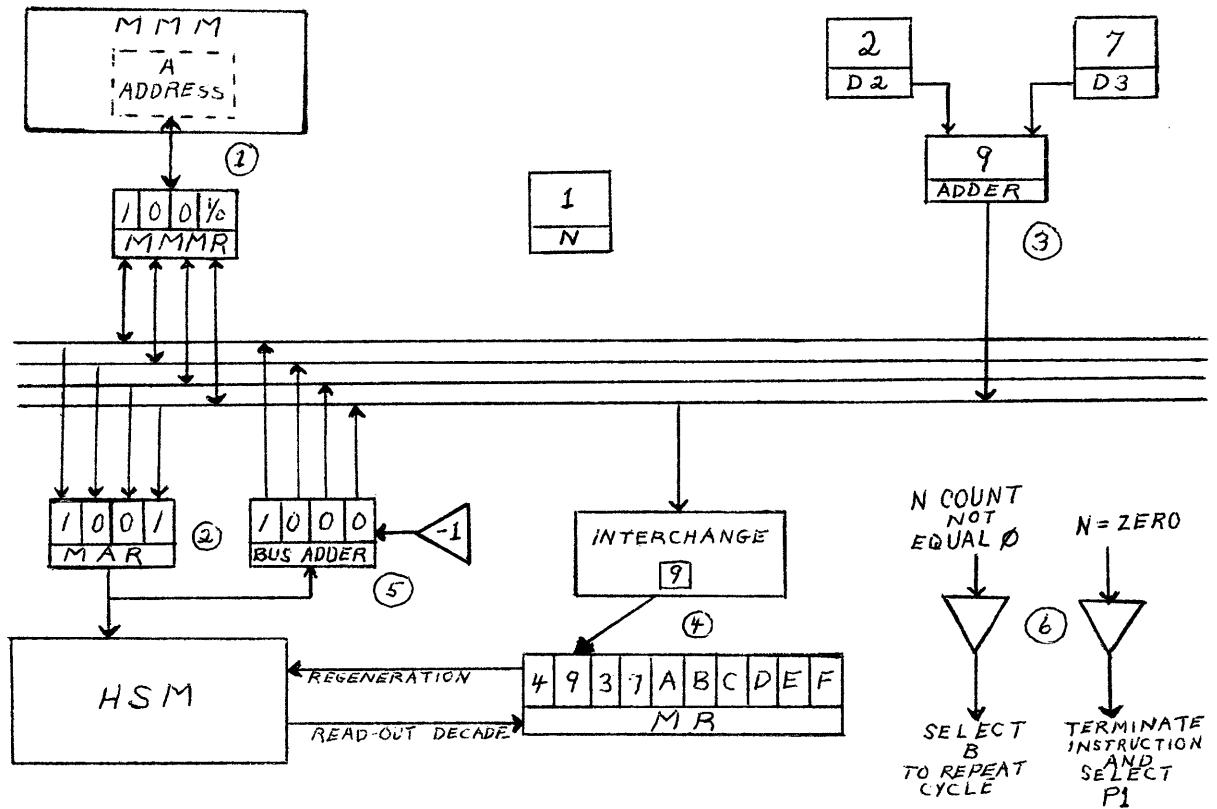 MMM
A
ADDRESS
1
1 0 0 1/0
MMMR
1
N
2
D2
7
D3
9
ADDER
3
1 0 0 1
MAR
2
1 0 0 0
BUS ADDER
-1
5
INTERCHANGE
9
4
HSM
REGENERATION
READ-OUT DECADE
4 9 3 7 A B C D E F
MR
N COUNT
NOT
EQUAL Ø
N = ZERO
6
SELECT
B
TO REPEAT
CYCLE
TERMINATE
INSTRUCTION
AND
SELECT
P1